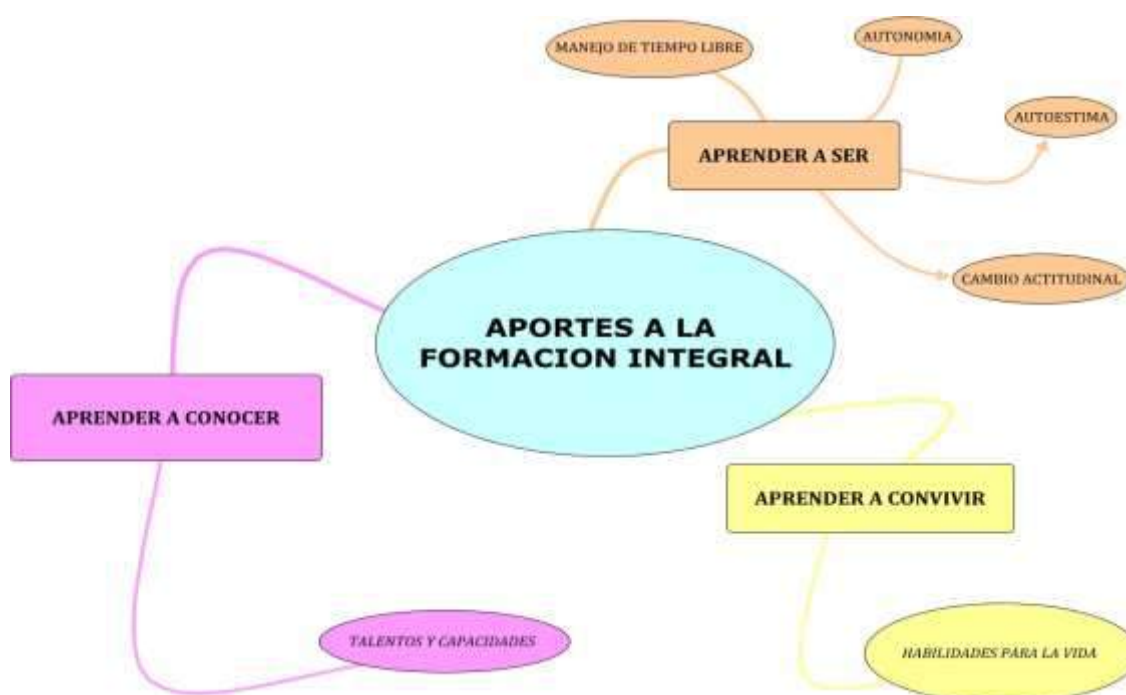 MANEJO DE TIEMPO LIBRE
AUTONOMIA
AUTOESTIMA
APRENDER A SER
CAMBIO ACTITUDINAL
APORTES A LA
FORMACION INTEGRAL
APRENDER A CONOCER
APRENDER A CONVIVIR
TALENTOS Y CAPACIDADES
HABILIDADES PARA LA VIDA